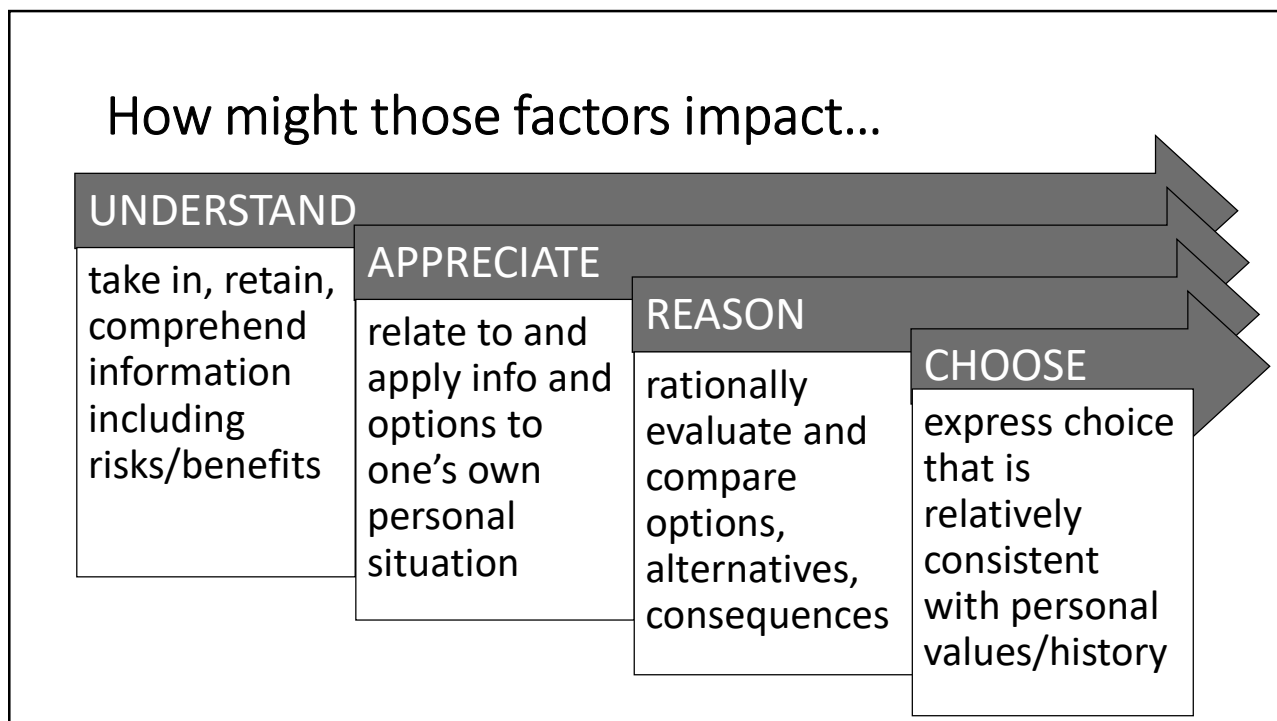 How might those factors impact…
UNDERSTAND
take in, retain,
comprehend
information
including
risks/benefits
APPRECIATE
relate to and
apply info and
options to
one’s own
personal
situation
REASON
rationally
evaluate and
compare
options,
alternatives,
consequences
CHOOSE
express choice
that is
relatively
consistent
with personal
values/history